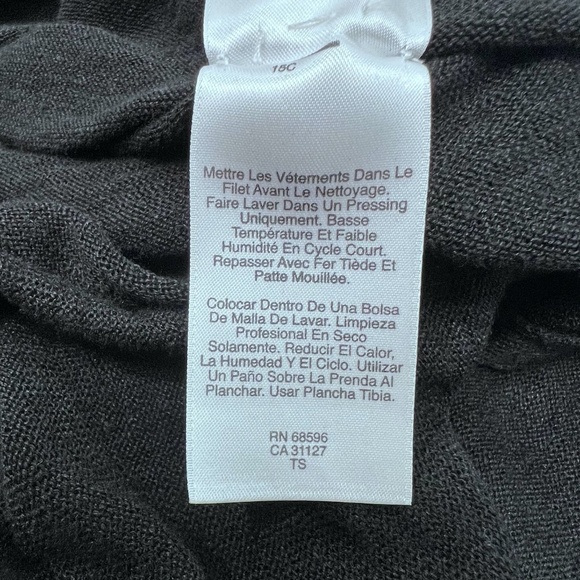 15C
Mettre Les Vétements Dans Le
Filet Avant Le Nettoyage.
Faire Laver Dans Un Pressing
Uniquement. Basse
Température Et Faible
Humidité En Cycle Court.
Repasser Avec Fer Tiède Et
Patte Mouillée.
Colocar Dentro De Una Bolsa
De Malla De Lavar. Limpieza
Profesional En Seco
Solamente. Reducir El Calor,
La Humedad Y El Ciclo. Utilizar
Un Paño Sobre La Prenda Al
Planchar. Usar Plancha Tibia.
RN 68596
CA 31127
TS